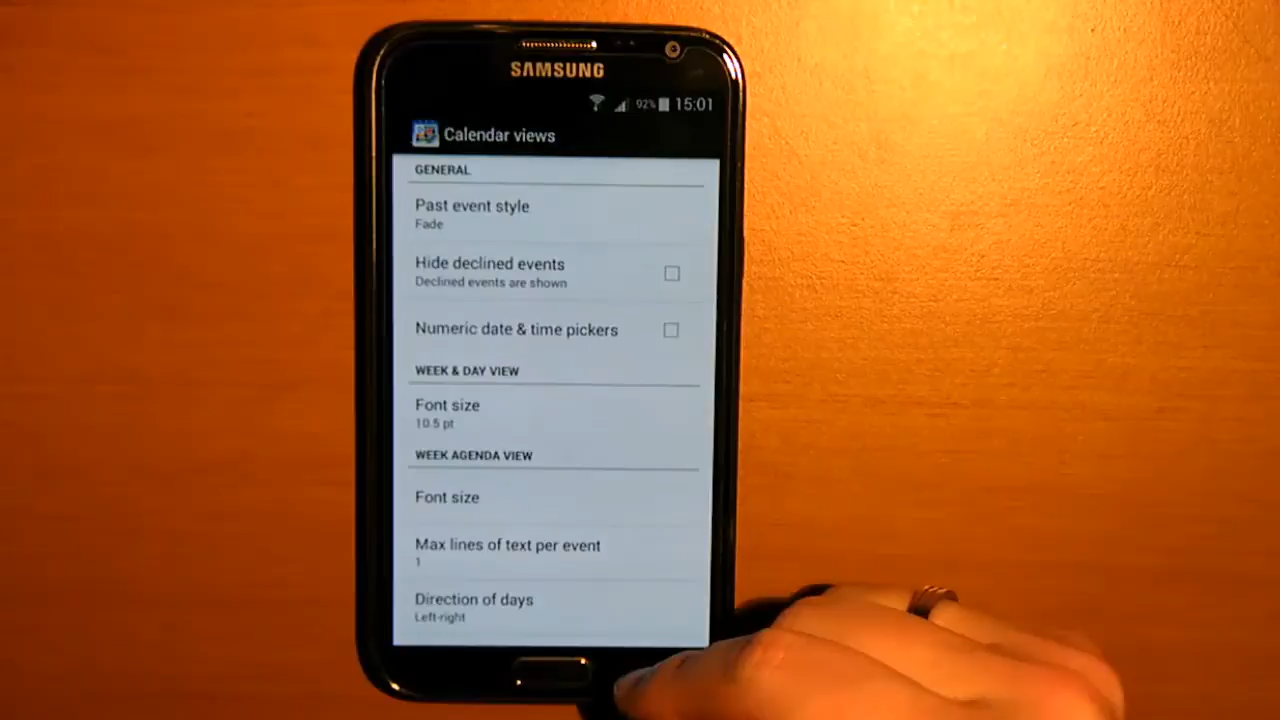 SAMSUNG
92% 15:01
Calendar views
GENERAL
Past event style
Fade
Hide declined events
Declined events are shown
Numeric date & time pickers
WEEK & DAY VIEW
Font size
10.5 pt
WEEK AGENDA VIEW
Font size
Max lines of text per event
1
Direction of days
Left-right